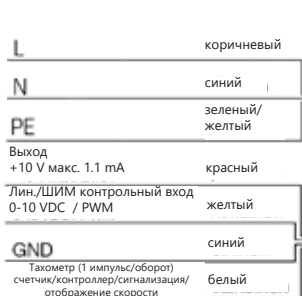 L коричневый
N синий
зеленый/
PE желтый
Выход
+10 V макс. 1.1 mA красный
Лин./ШИМ контрольный вход
0-10 VDC / PWM желтый
GND синий
Тахометр (1 импульс/оборот)
счетчик/контроллер/сигнализация/ белый
отображение скорости